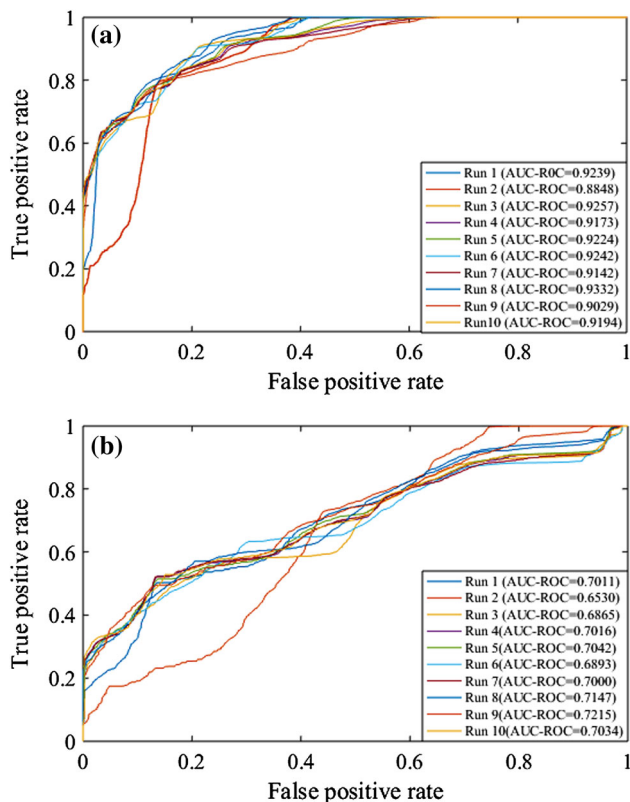 (a)
1
0.8
0.6
0.4
0.2
0
True positive rate
Run 1 (AUC-R0C=0.9239)
Run 2 (AUC-ROC=0.8848)
Run 3 (AUC-ROC=0.9257)
Run 4 (AUC-ROC=0.9173)
Run 5 (AUC-ROC=0.9224)
Run 6 (AUC-ROC=0.9242)
Run 7 (AUC-ROC=0.9142)
Run 8 (AUC-ROC=0.9332)
Run 9 (AUC-ROC=0.9029)
Run10 (AUC-ROC=0.9194)
0 0.2 0.4 0.6 0.8 1
False positive rate
(b)
1
0.8
0.6
0.4
0.2
0
True positive rate
Run 1 (AUC-ROC=0.7011)
Run 2 (AUC-ROC=0.6530)
Run 3 (AUC-ROC=0.6865)
Run 4(AUC-ROC=0.7016)
Run 5(AUC-ROC=0.7042)
Run 6(AUC-ROC=0.6893)
Run 7(AUC-ROC=0.7000)
Run 8(AUC-ROC=0.7147)
Run 9(AUC-ROC=0.7215)
Run 10(AUC-ROC=0.7034)
0 0.2 0.4 0.6 0.8 1
False positive rate